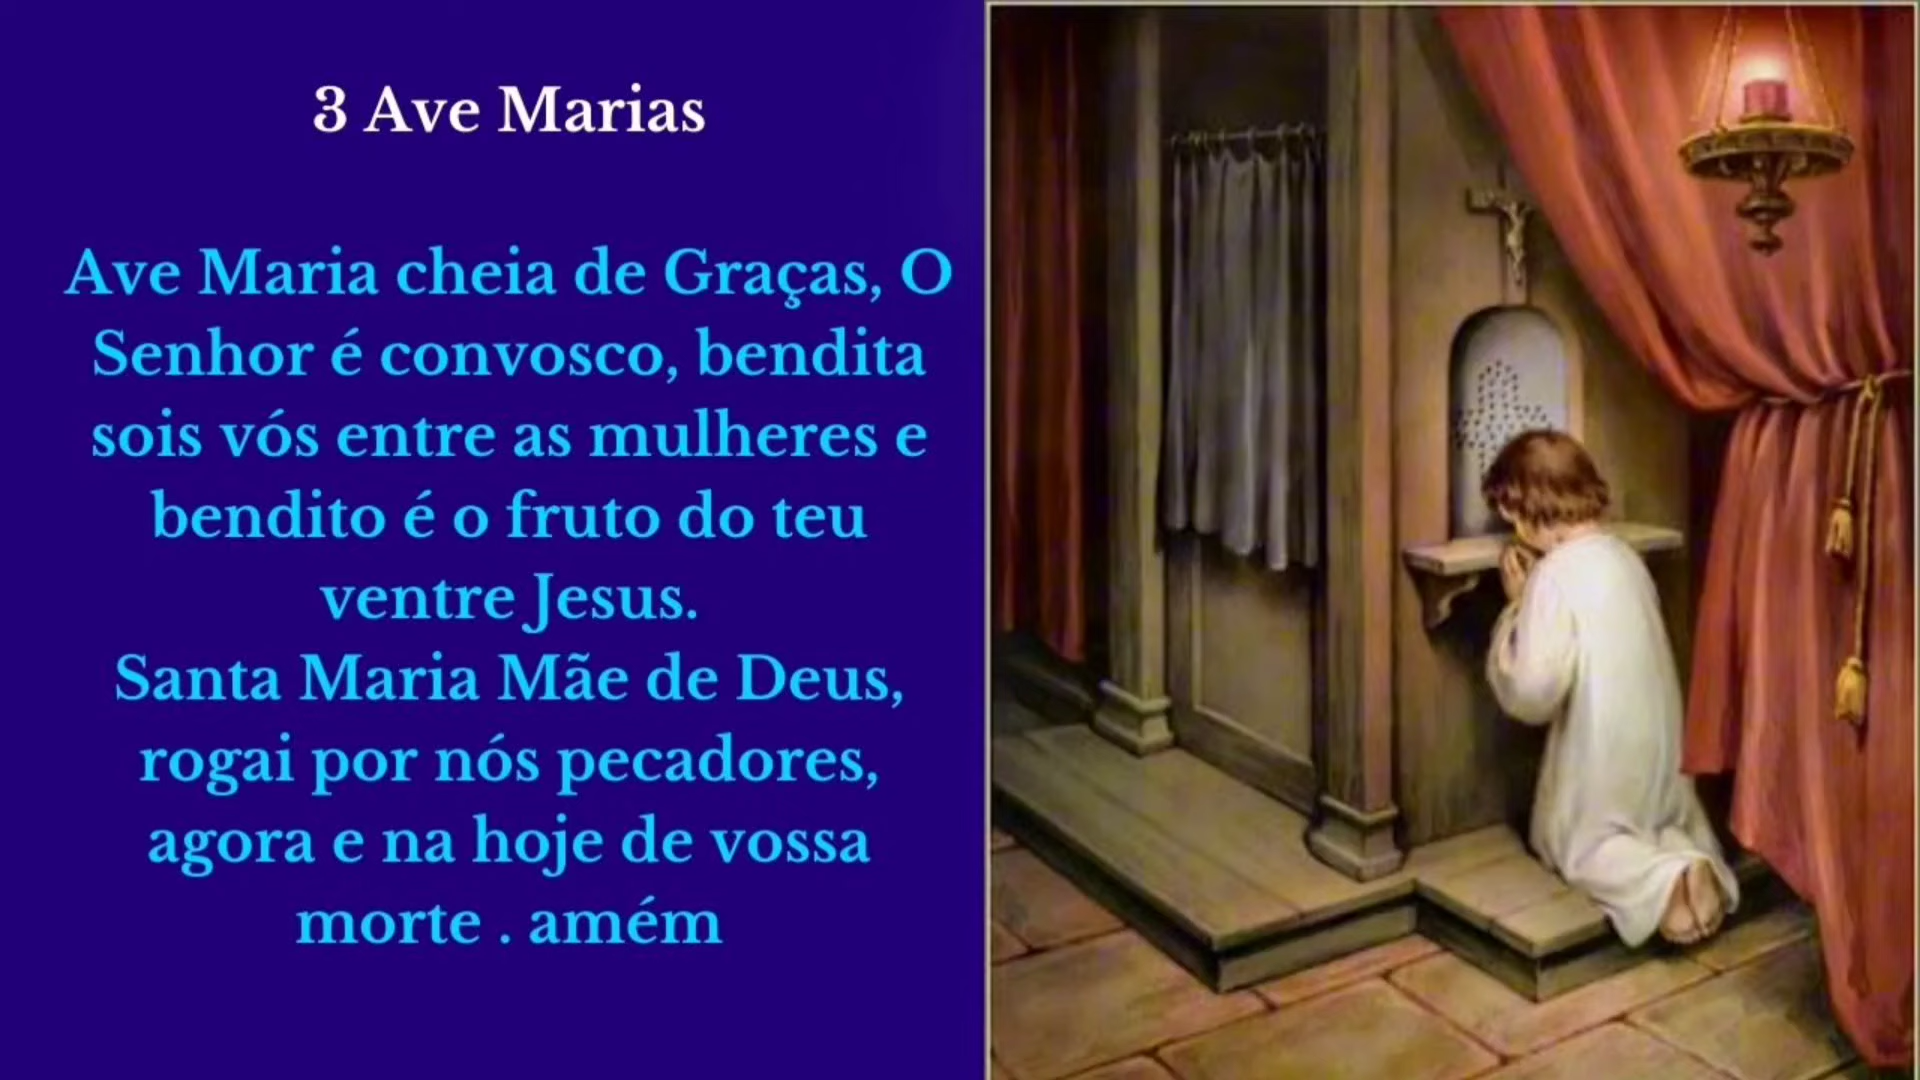 3 Ave Marias
Ave Maria cheia de Graças, O
Senhor é convosco, bendita
sois vós entre as mulheres e
bendito é o fruto do teu
ventre Jesus.
Santa Maria Mãe de Deus,
rogai por nós pecadores,
agora e na hoje de vossa
morte . amém